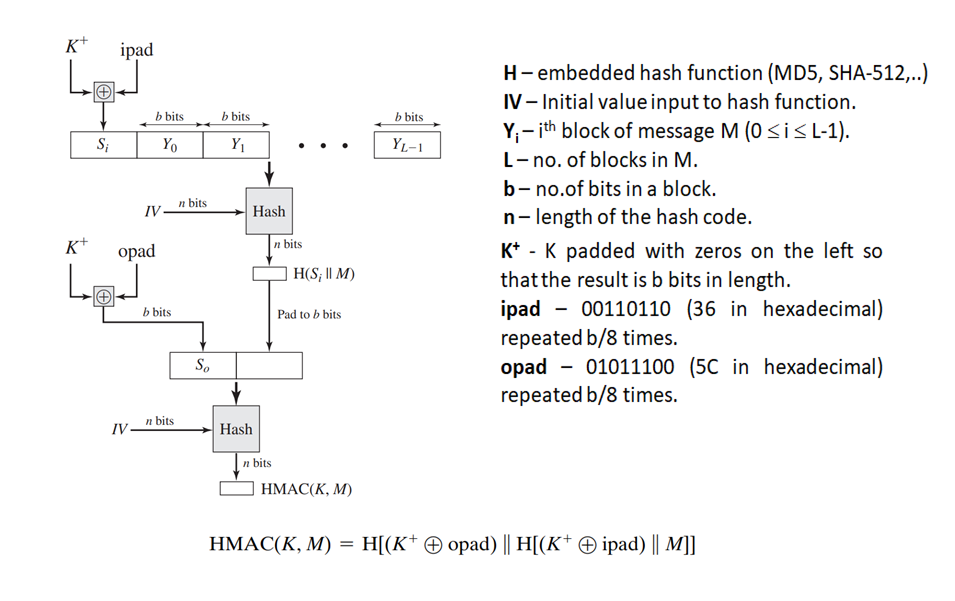 K⁺ ipad
⊕
b bits b bits b bits
Sᵢ Y₀ Y₁ • • • Y_{L−1}
IV n bits Hash
n bits
K⁺ opad
H(Sᵢ || M)
⊕
b bits Pad to b bits
Sₒ
IV n bits Hash
n bits
HMAC(K, M)
H – embedded hash function (MD5, SHA-512,..)
IV – Initial value input to hash function.
Yᵢ – iᵗʰ block of message M (0 ≤ i ≤ L-1).
L – no. of blocks in M.
b – no.of bits in a block.
n – length of the hash code.
K⁺ - K padded with zeros on the left so
that the result is b bits in length.
ipad – 00110110 (36 in hexadecimal)
repeated b/8 times.
opad – 01011100 (5C in hexadecimal)
repeated b/8 times.
HMAC(K, M) = H[(K⁺ ⊕ opad) || H[(K⁺ ⊕ ipad) || M]]